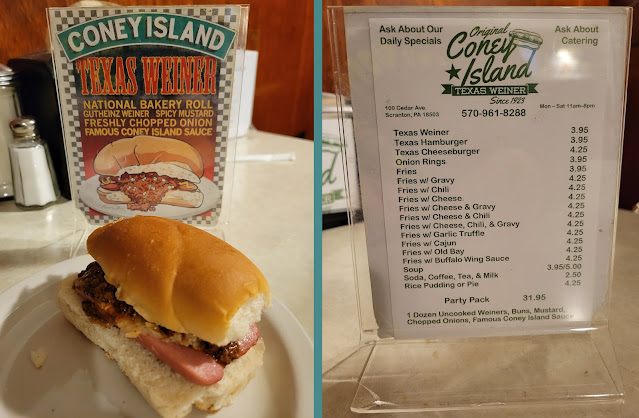 CONEY ISLAND
TEXAS WEINER
NATIONAL BAKERY ROLL
GUTHEINZ WEINER SPICY MUSTARD
FRESHLY CHOPPED ONION
FAMOUS CONEY ISLAND SAUCE
Ask About Our
Daily Specials
Original
Coney
Island
TEXAS WEINER
Since 1923
Ask About
Catering
100 Cedar Ave.
Scranton, PA 18503
570-961-8288
Mon – Sat 11am-8pm
Texas Weiner 3.95
Texas Hamburger 3.95
Texas Cheeseburger 4.25
Onion Rings 3.95
Fries 3.95
Fries w/ Gravy 4.25
Fries w/ Chili 4.25
Fries w/ Cheese 4.25
Fries w/ Cheese & Gravy 4.25
Fries w/ Cheese & Chili 4.25
Fries w/ Cheese, Chili, & Gravy 4.25
Fries w/ Garlic Truffle 4.25
Fries w/ Cajun 4.25
Fries w/ Old Bay 4.25
Fries w/ Buffalo Wing Sauce 4.25
Soup 3.95/5.00
Soda, Coffee, Tea, & Milk 2.50
Rice Pudding or Pie 4.25
Party Pack 31.95
1 Dozen Uncooked Weiners, Buns, Mustard,
Chopped Onions, Famous Coney Island Sauce